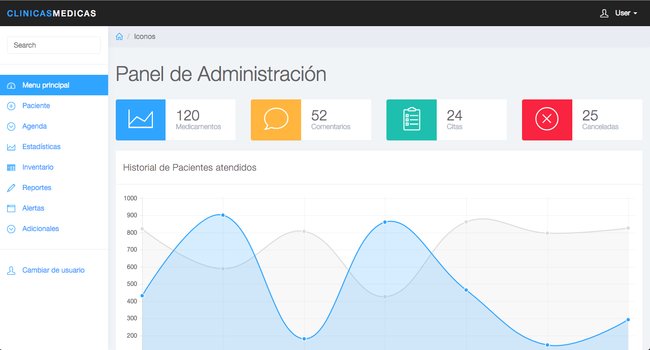 CLINICASMEDICAS
User
Search
Iconos
Panel de Administración
Menu principal
Paciente
Agenda
Estadísticas
Inventario
Reportes
Alertas
Adicionales
Cambiar de usuario
120
Medicamentos
52
Comentarios
24
Citas
25
Canceladas
Historial de Pacientes atendidos
1000
900
800
700
600
500
400
300
200